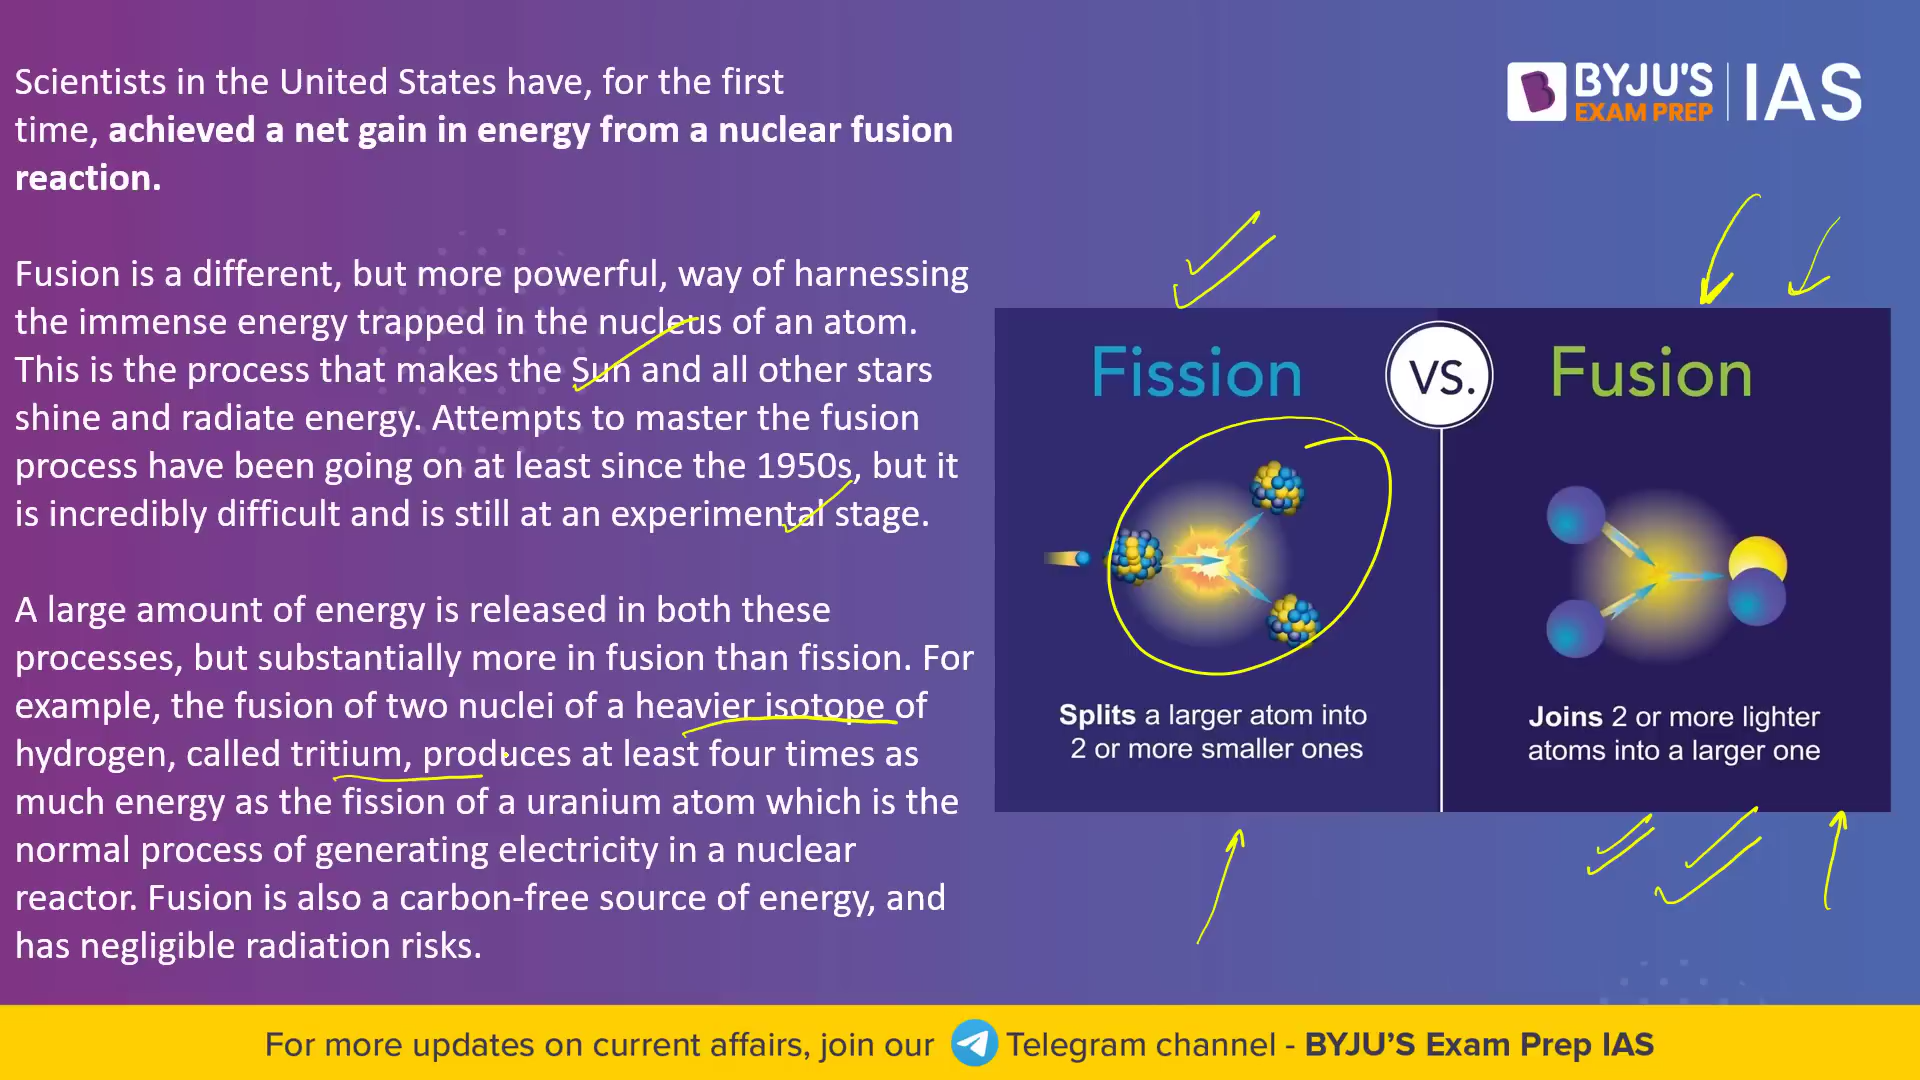 Scientists in the United States have, for the first
time, achieved a net gain in energy from a nuclear fusion
reaction.
Fusion is a different, but more powerful, way of harnessing
the immense energy trapped in the nucleus of an atom.
This is the process that makes the Sun and all other stars
shine and radiate energy. Attempts to master the fusion
process have been going on at least since the 1950s, but it
is incredibly difficult and is still at an experimental stage.
A large amount of energy is released in both these
processes, but substantially more in fusion than fission. For
example, the fusion of two nuclei of a heavier isotope of
hydrogen, called tritium, produces at least four times as
much energy as the fission of a uranium atom which is the
normal process of generating electricity in a nuclear
reactor. Fusion is also a carbon-free source of energy, and
has negligible radiation risks.
BYJU'S
EXAM PREP
IAS
Fission
VS.
Fusion
Splits a larger atom into
2 or more smaller ones
Joins 2 or more lighter
atoms into a larger one
For more updates on current affairs, join our Telegram channel - BYJU'S Exam Prep IAS